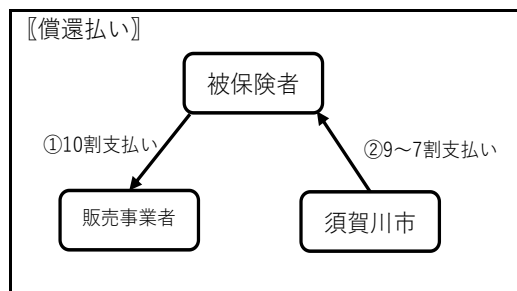 〖償還払い〗
被保険者
①10割支払い
②9～7割支払い
販売事業者
須賀川市